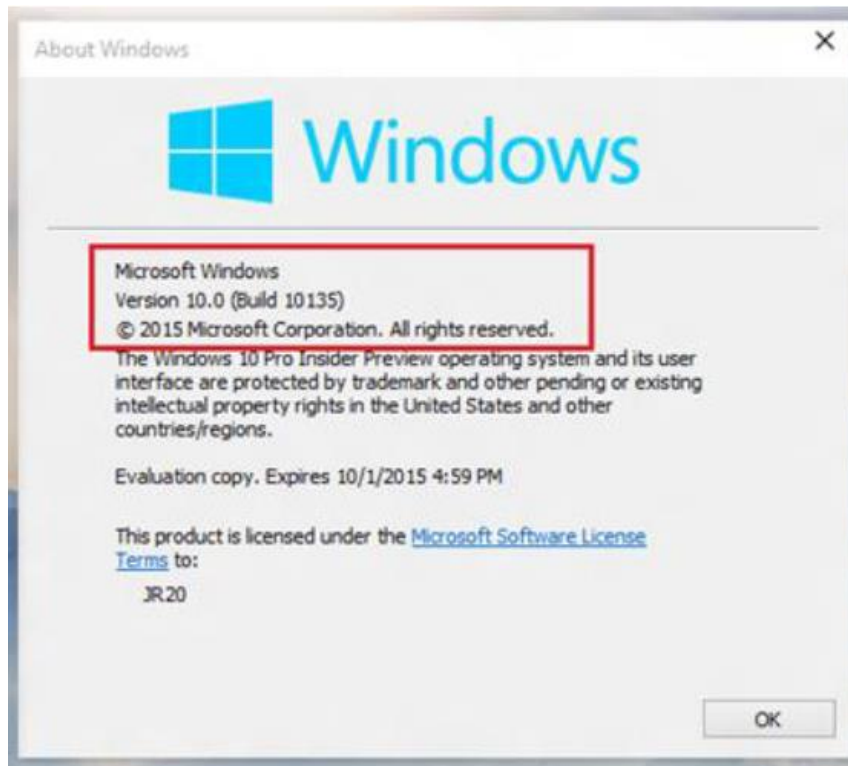 About Windows
Windows
Microsoft Windows
Version 10.0 (Build 10135)
© 2015 Microsoft Corporation. All rights reserved.
The Windows 10 Pro Insider Preview operating system and its user
interface are protected by trademark and other pending or existing
intellectual property rights in the United States and other
countries/regions.
Evaluation copy. Expires 10/1/2015 4:59 PM
This product is licensed under the Microsoft Software License
Terms to:
JR20
OK